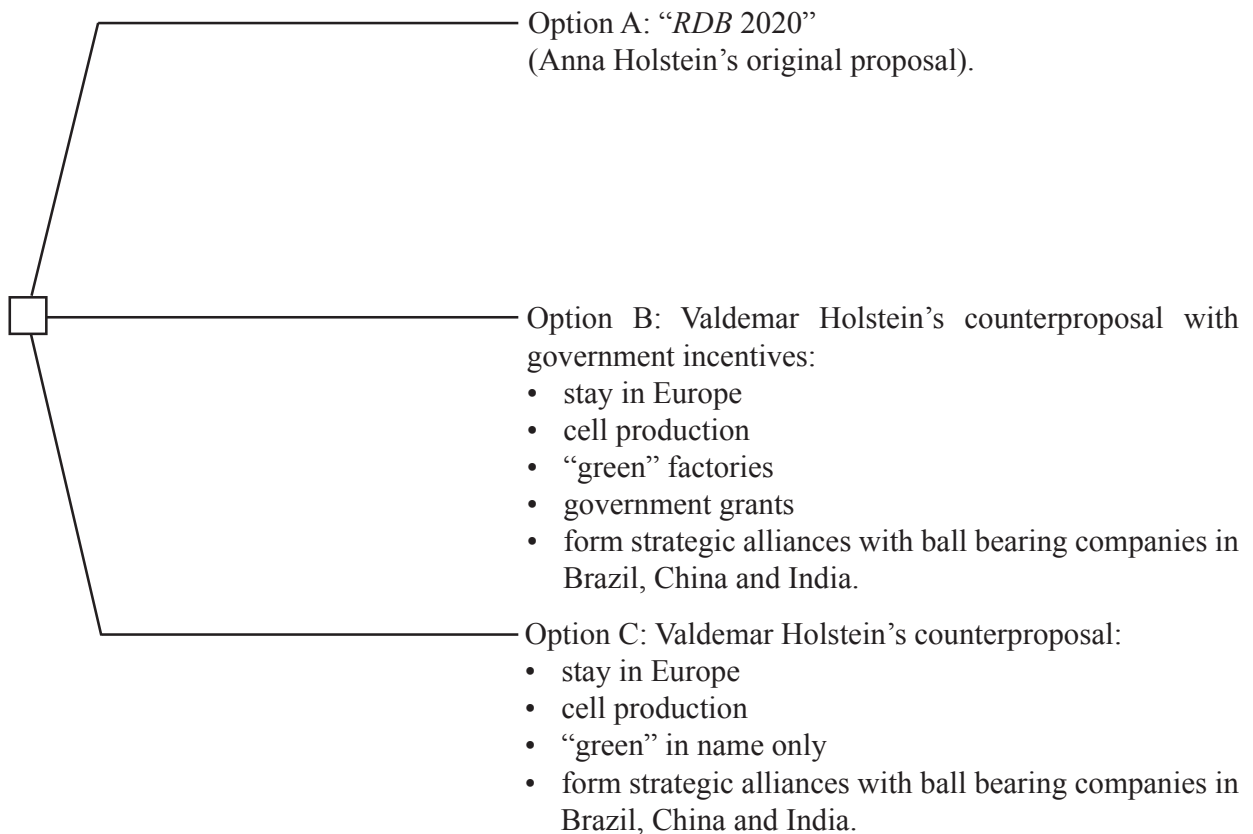 Option A: “RDB 2020”
(Anna Holstein’s original proposal).
Option B: Valdemar Holstein’s counterproposal with
government incentives:
• stay in Europe
• cell production
• “green” factories
• government grants
• form strategic alliances with ball bearing companies in
Brazil, China and India.
Option C: Valdemar Holstein’s counterproposal:
• stay in Europe
• cell production
• “green” in name only
• form strategic alliances with ball bearing companies in
Brazil, China and India.